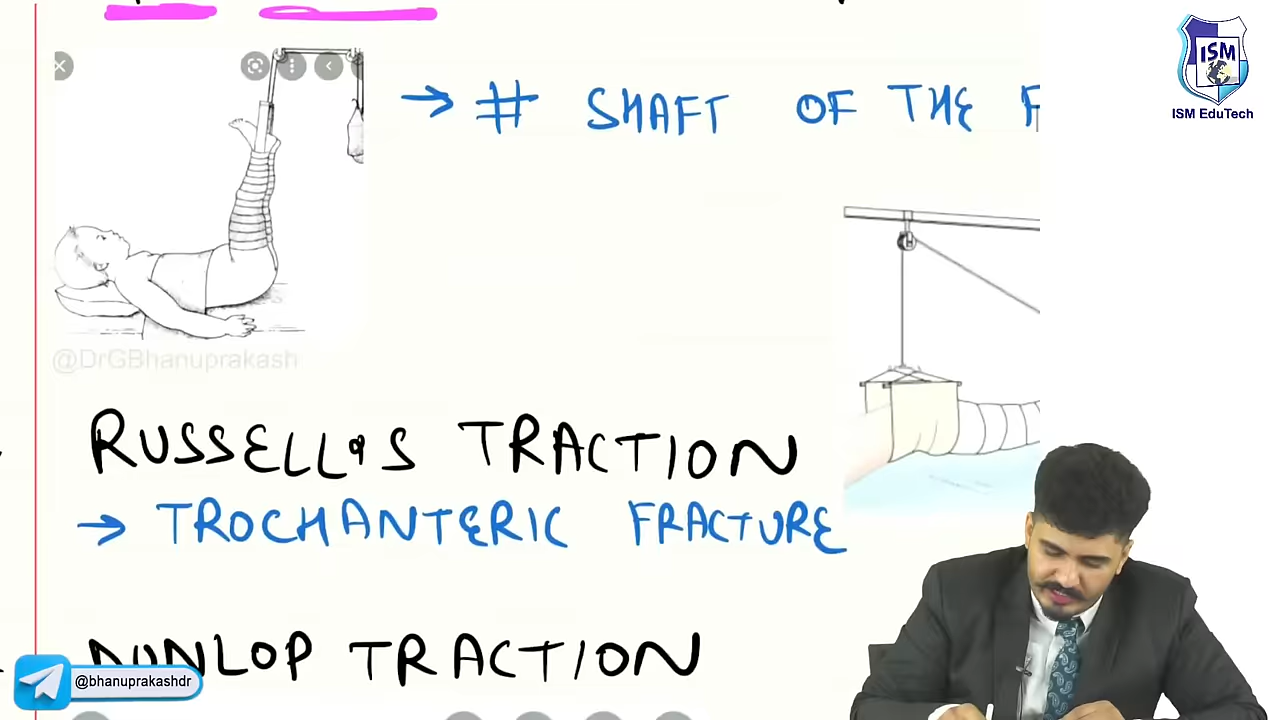 → # SHAFT OF THE F
ISM
ISM EduTech
@DrGBhanuprakash
RUSSELL'S TRACTION
→ TROCHANTERIC FRACTURE
DUNLOP TRACTION
@bhanuprakashdr